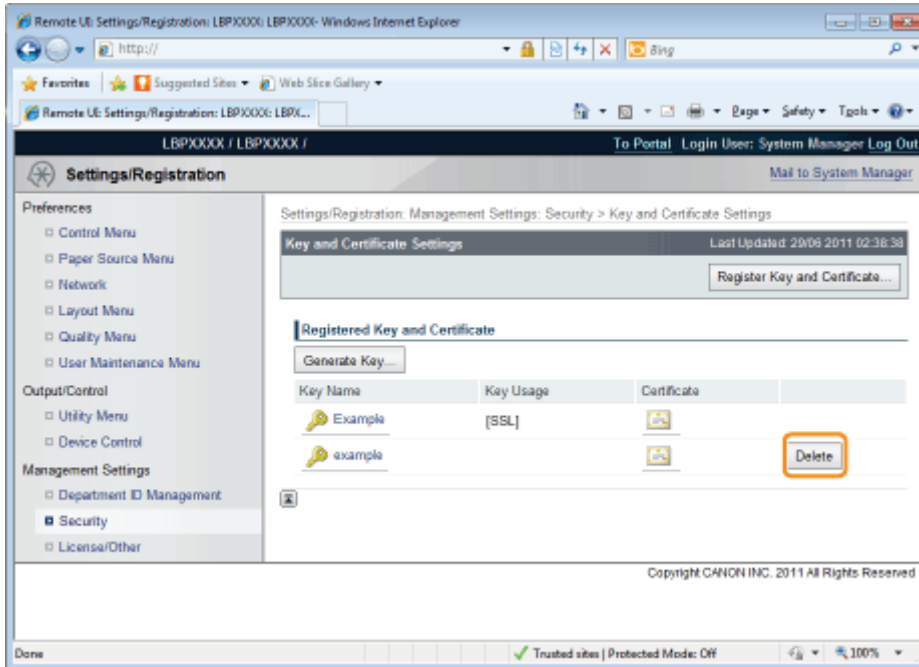 Remote UI: Settings/Registration: LBPXXXX: LBPXXXX- Windows Internet Explorer
http://
Bing
Favorites Suggested Sites Web Slice Gallery
Remote UI: Settings/Registration: LBPXXXX: LBPX... Page Safety Tools
LBPXXXX / LBPXXXX / To Portal Login User: System Manager Log Out
Settings/Registration Mail to System Manager
Preferences
Control Menu
Paper Source Menu
Network
Layout Menu
Quality Menu
User Maintenance Menu
Output/Control
Utility Menu
Device Control
Management Settings
Department ID Management
Security
License/Other
Settings/Registration: Management Settings: Security > Key and Certificate Settings
Key and Certificate Settings Last Updated: 29/06 2011 02:38:38
Register Key and Certificate...
Registered Key and Certificate
Generate Key...
Key Name Key Usage Certificate
Example [SSL]
example Delete
Copyright CANON INC. 2011 All Rights Reserved
Done Trusted sites | Protected Mode: Off 100%